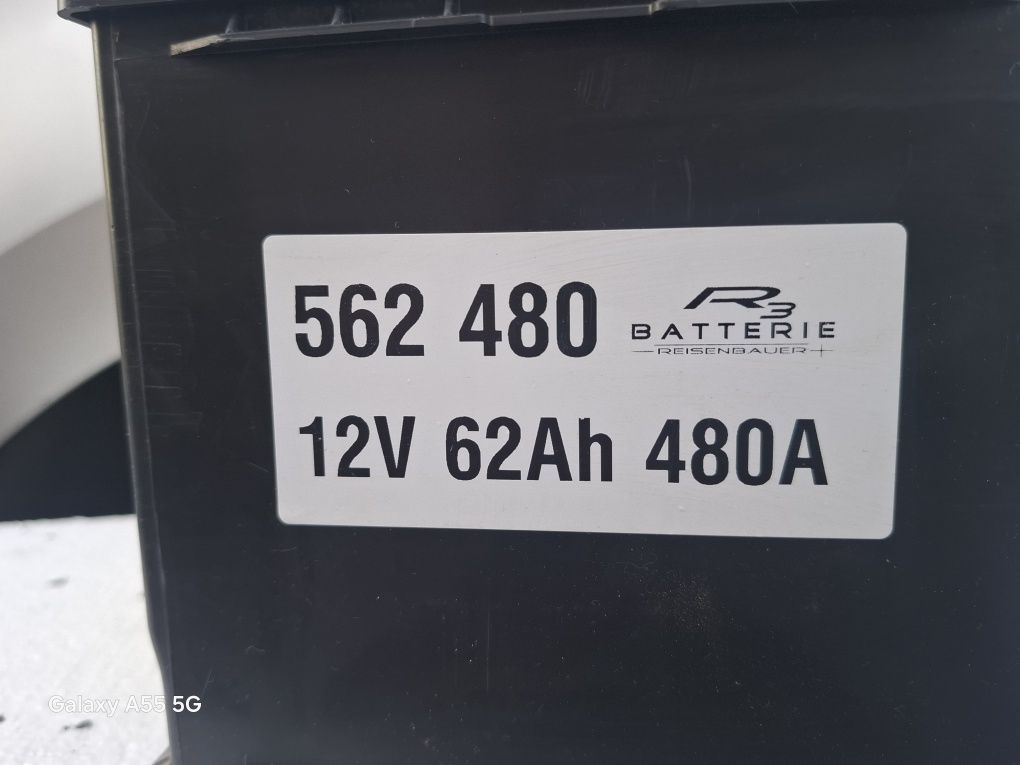 562 480
R3
BATTERIE
REISENBAUER
12V 62Ah 480A
Galaxy A55 5G